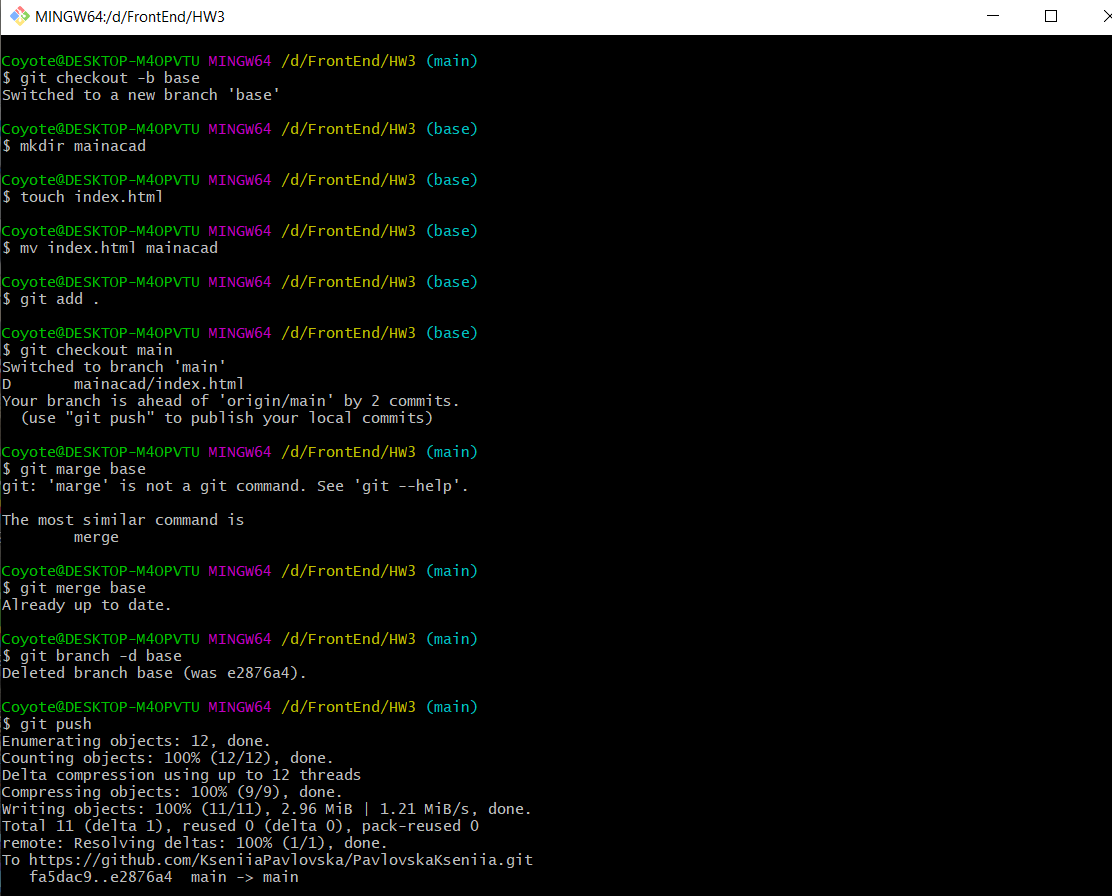 MINGW64:/d/FrontEnd/HW3
Coyote@DESKTOP-M4OPVTU MINGW64 /d/FrontEnd/HW3 (main)
$ git checkout -b base
Switched to a new branch 'base'
Coyote@DESKTOP-M4OPVTU MINGW64 /d/FrontEnd/HW3 (base)
$ mkdir mainacad
Coyote@DESKTOP-M4OPVTU MINGW64 /d/FrontEnd/HW3 (base)
$ touch index.html
Coyote@DESKTOP-M4OPVTU MINGW64 /d/FrontEnd/HW3 (base)
$ mv index.html mainacad
Coyote@DESKTOP-M4OPVTU MINGW64 /d/FrontEnd/HW3 (base)
$ git add .
Coyote@DESKTOP-M4OPVTU MINGW64 /d/FrontEnd/HW3 (base)
$ git checkout main
Switched to branch 'main'
D       mainacad/index.html
Your branch is ahead of 'origin/main' by 2 commits.
  (use "git push" to publish your local commits)
Coyote@DESKTOP-M4OPVTU MINGW64 /d/FrontEnd/HW3 (main)
$ git marge base
git: 'marge' is not a git command. See 'git --help'.
The most similar command is
        merge
Coyote@DESKTOP-M4OPVTU MINGW64 /d/FrontEnd/HW3 (main)
$ git merge base
Already up to date.
Coyote@DESKTOP-M4OPVTU MINGW64 /d/FrontEnd/HW3 (main)
$ git branch -d base
Deleted branch base (was e2876a4).
Coyote@DESKTOP-M4OPVTU MINGW64 /d/FrontEnd/HW3 (main)
$ git push
Enumerating objects: 12, done.
Counting objects: 100% (12/12), done.
Delta compression using up to 12 threads
Compressing objects: 100% (9/9), done.
Writing objects: 100% (11/11), 2.96 MiB | 1.21 MiB/s, done.
Total 11 (delta 1), reused 0 (delta 0), pack-reused 0
remote: Resolving deltas: 100% (1/1), done.
To https://github.com/KseniiaPavlovska/PavlovskaKseniia.git
   fa5dac9..e2876a4  main -> main